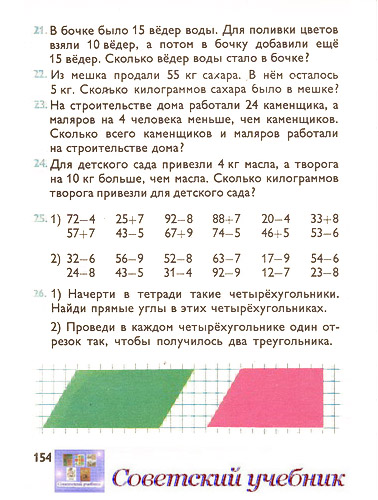 21. В бочке было 15 вёдер воды. Для поливки цветов
взяли 10 вёдер, а потом в бочку добавили ещё
15 вёдер. Сколько вёдер воды стало в бочке?
22. Из мешка продали 55 кг сахара. В нём осталось
5 кг. Сколько килограммов сахара было в мешке?
23. На строительстве дома работали 24 каменщика, а
маляров на 4 человека меньше, чем каменщиков.
Сколько всего каменщиков и маляров работали
на строительстве дома?
24. Для детского сада привезли 4 кг масла, а творога
на 10 кг больше, чем масла. Сколько килограммов
творога привезли для детского сада?
25. 1) 72−4 25+7 92−8 88+7 20−4 33+8
57+7 43−5 67+9 74−5 46+5 53−6
2) 32−6 56−9 52−8 63−7 17−9 54−6
24−8 43−5 31−4 92−9 12−7 23−8
26. 1) Начерти в тетради такие четырёхугольники.
Найди прямые углы в этих четырёхугольниках.
2) Проведи в каждом четырёхугольнике один от-
резок так, чтобы получилось два треугольника.
154
Советский учебник